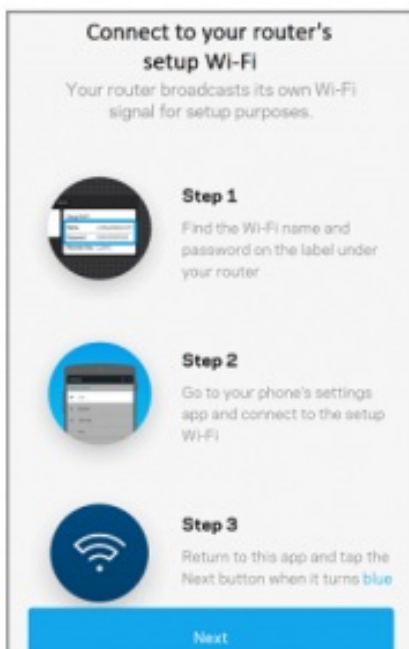 Connect to your router's
setup Wi-Fi
Your router broadcasts its own Wi-Fi
signal for setup purposes.
Step 1
Find the Wi-Fi name and
password on the label under
your router
Step 2
Go to your phone's settings
app and connect to the setup
Wi-Fi
Step 3
Return to this app and tap the
Next button when it turns blue
Next